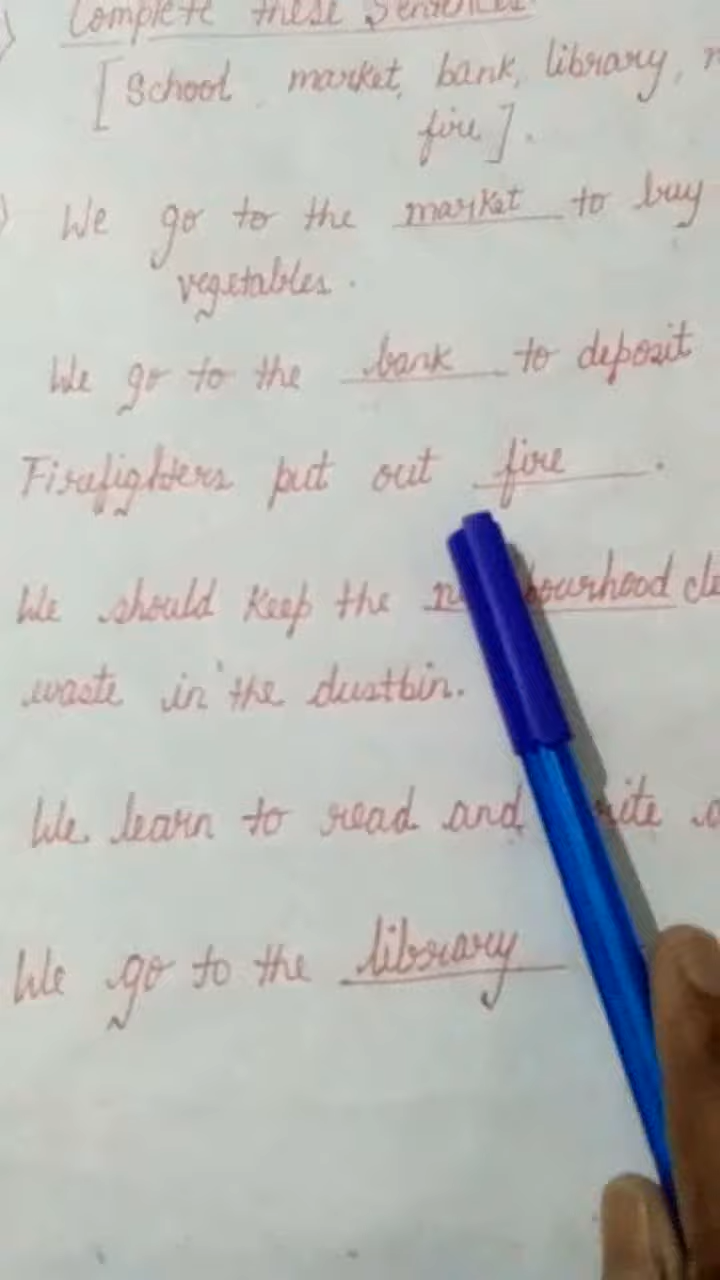 Complete these Sentences.
[School, market, bank, library,
fire].
We go to the market to buy
vegetables.
We go to the bank to deposit
Firefighters put out fire.
We should keep the
waste in the dustbin.
We learn to read and
We go to the library